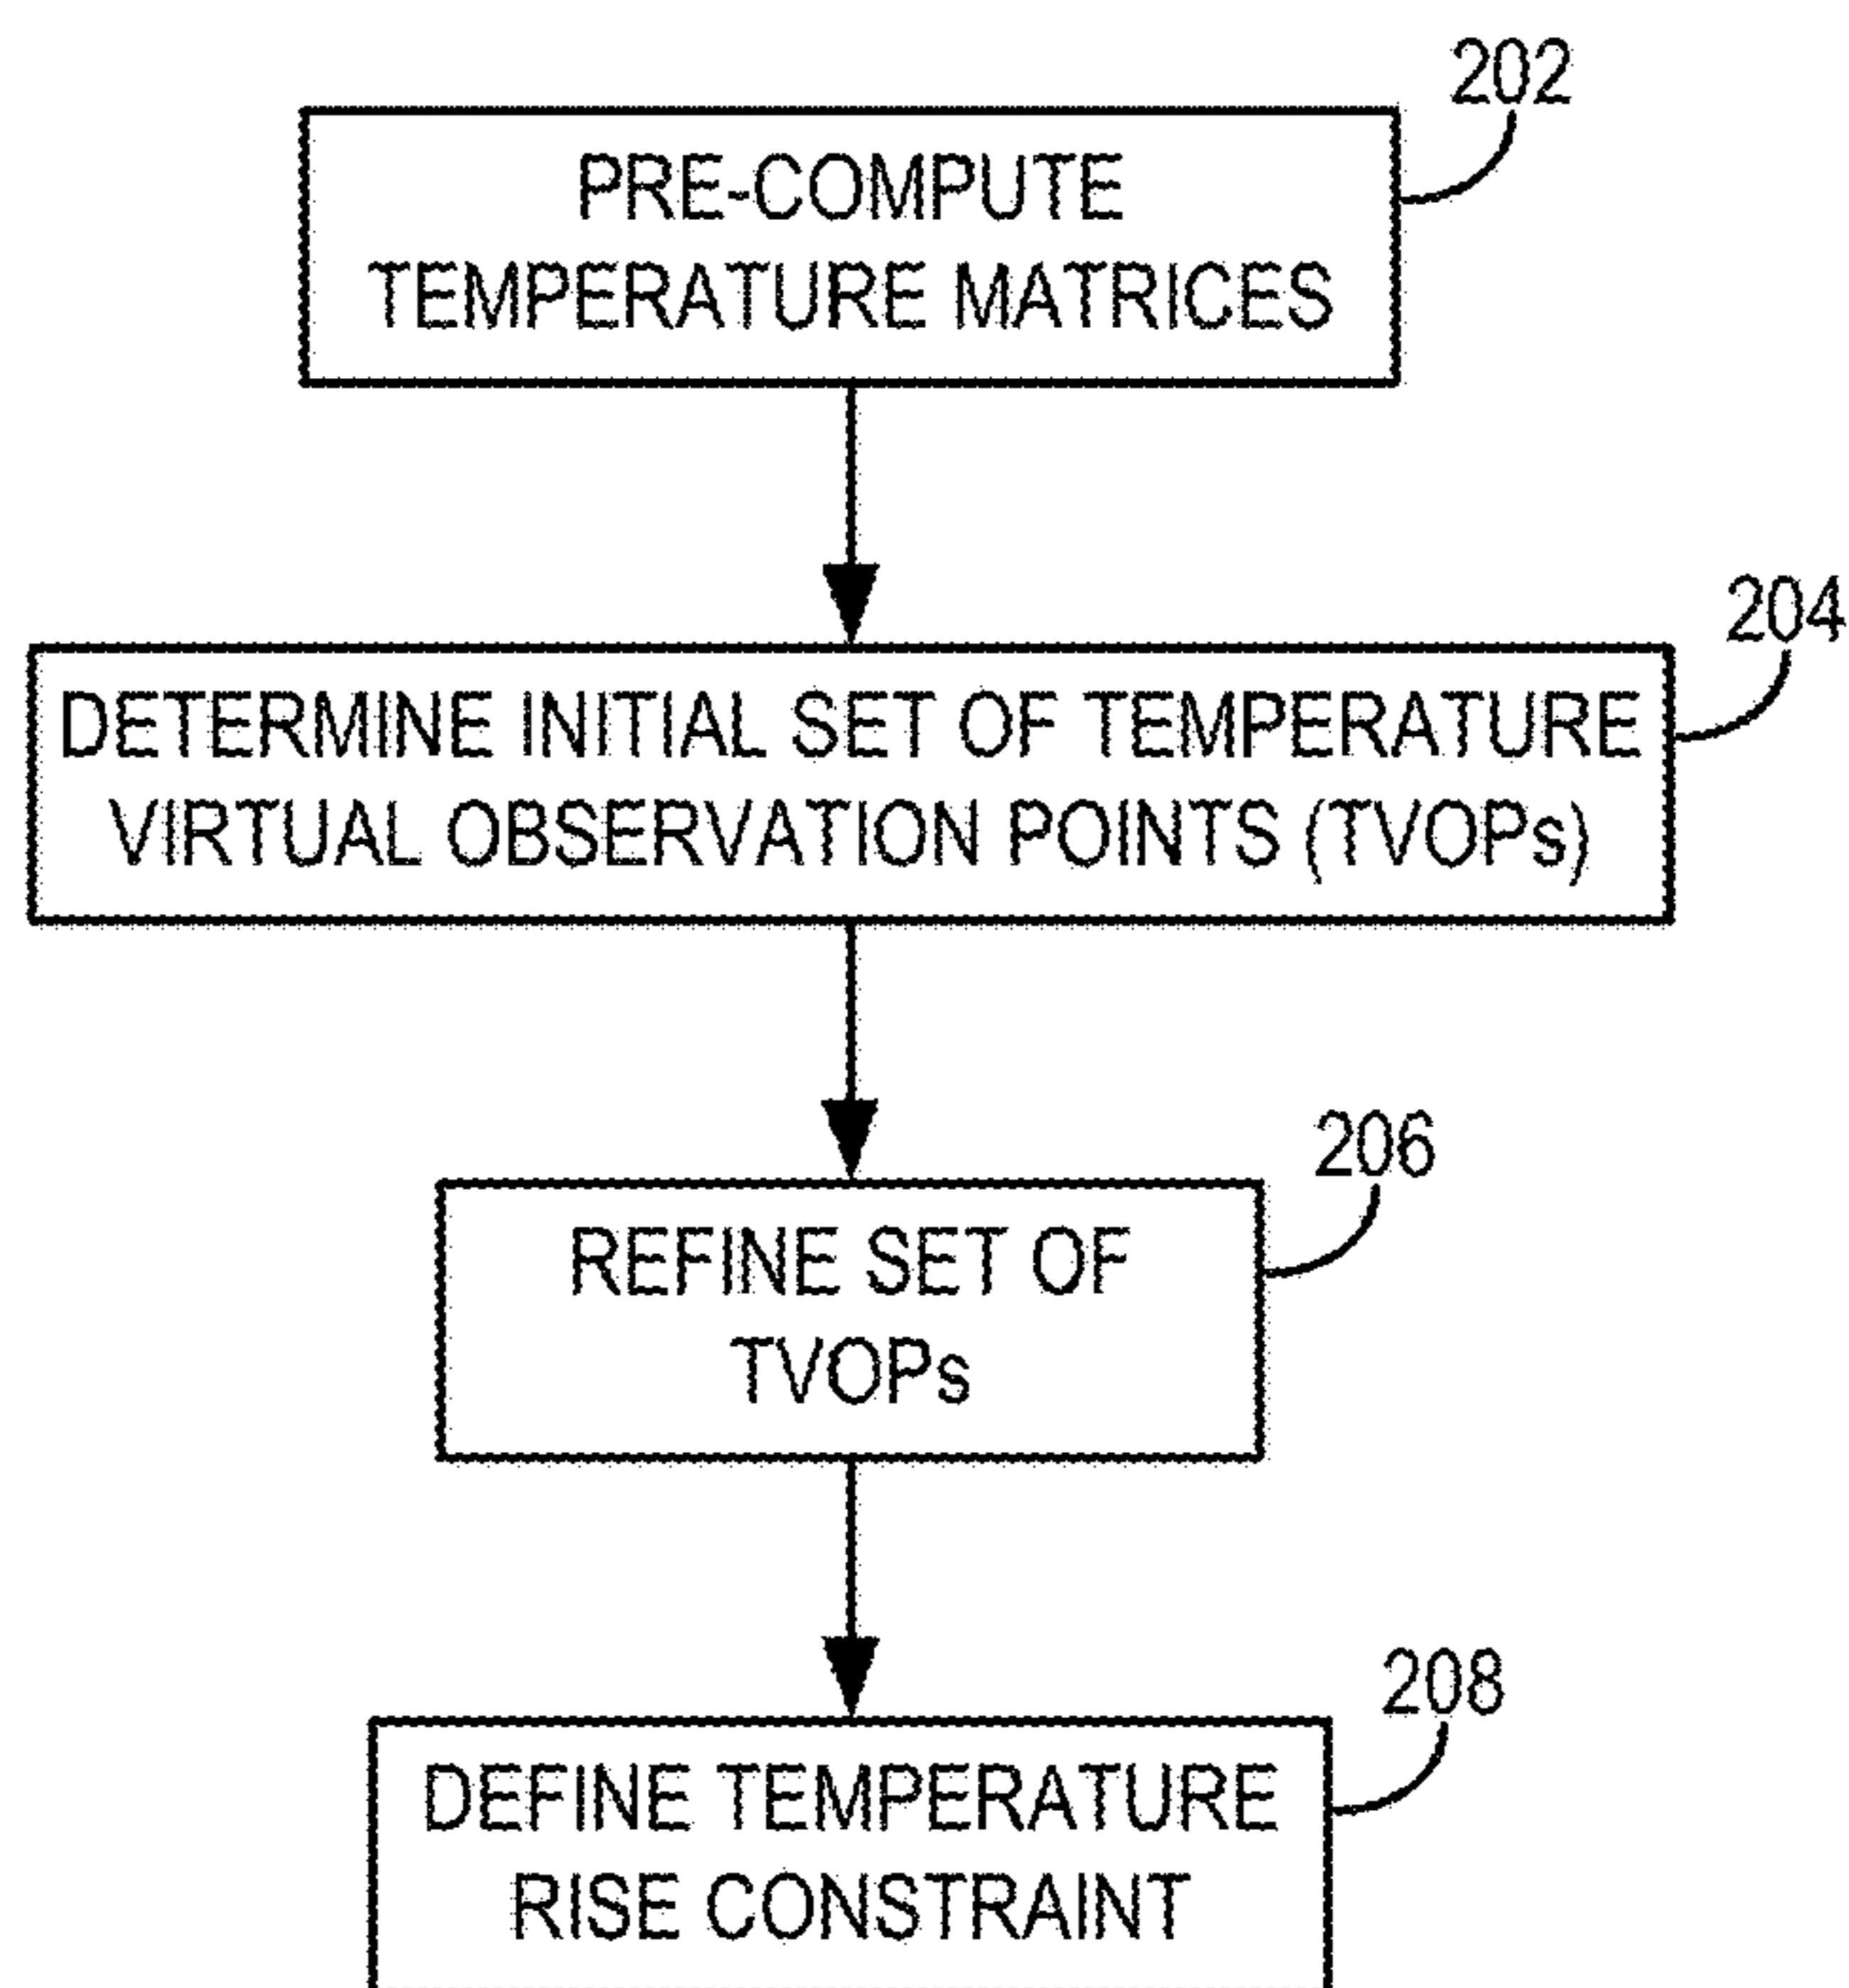 202
PRE-COMPUTE
TEMPERATURE MATRICES
204
DETERMINE INITIAL SET OF TEMPERATURE
VIRTUAL OBSERVATION POINTS (TVOPs)
206
REFINE SET OF
TVOPs
208
DEFINE TEMPERATURE
RISE CONSTRAINT